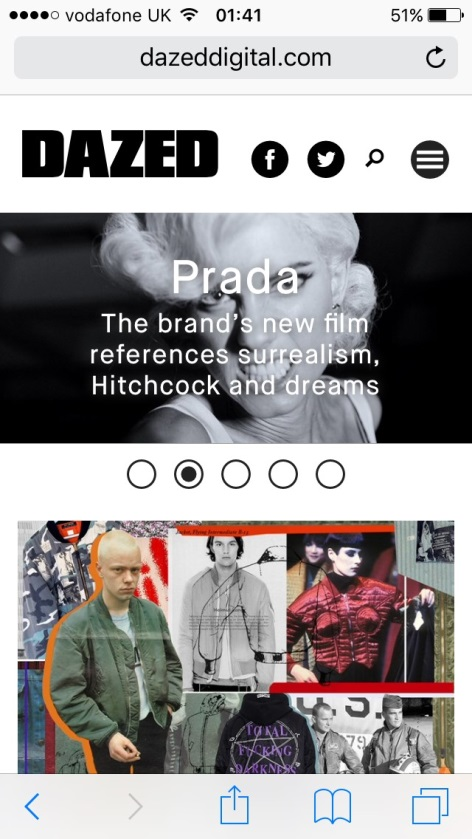 vodafone UK 01:41 51%
dazeddigital.com
DAZED
Prada
The brand's new film
references surrealism,
Hitchcock and dreams
U.S.
79
TOTAL
FUCKING
DARKNESS